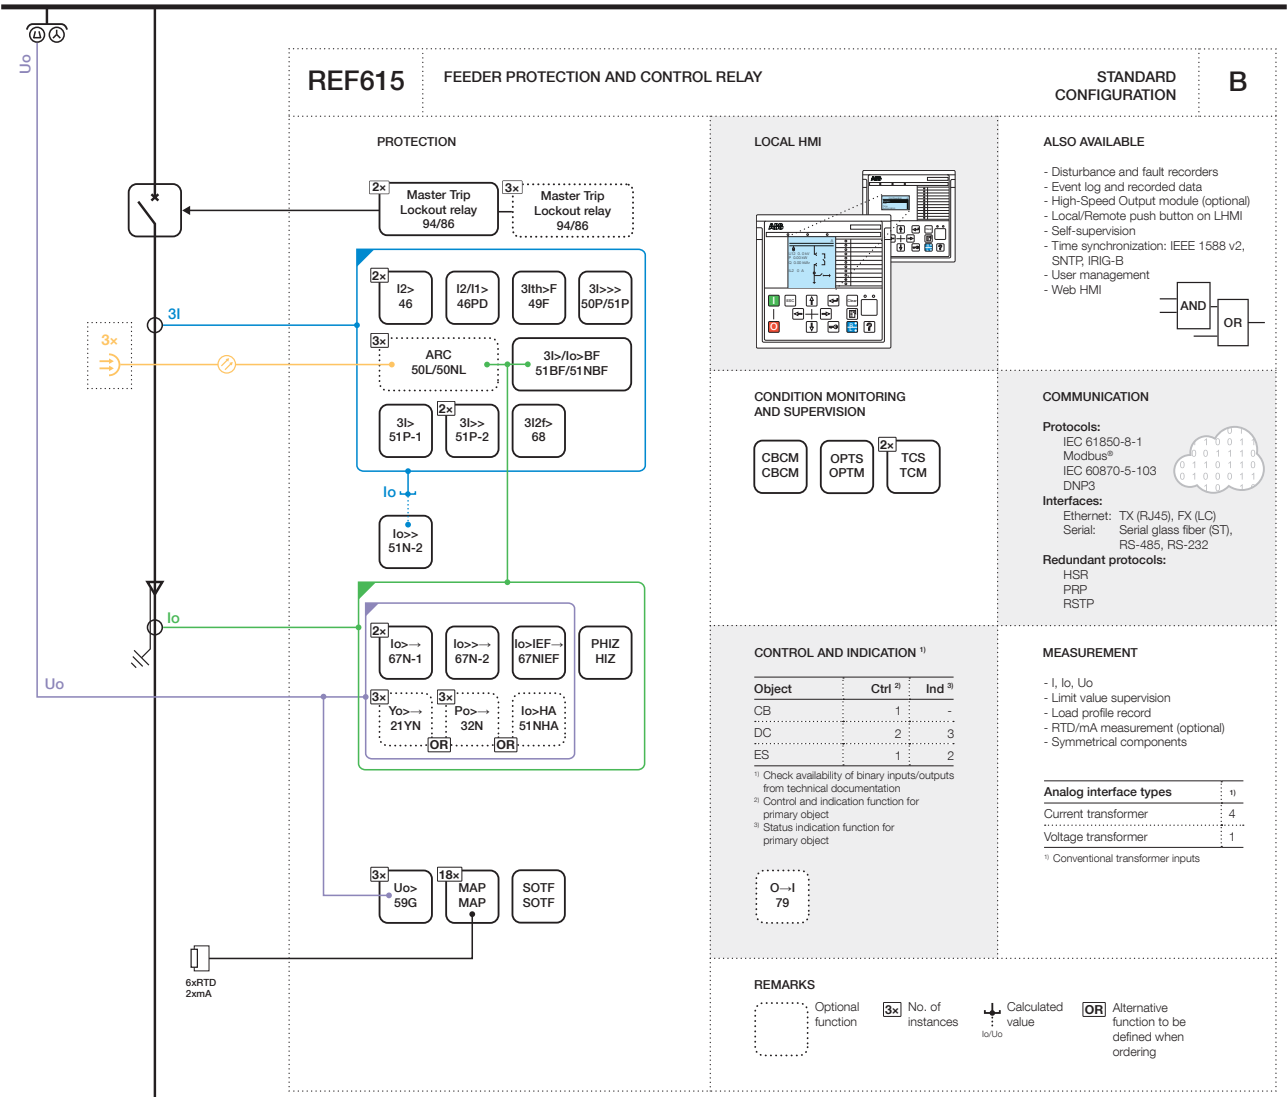 Uo
REF615
FEEDER PROTECTION AND CONTROL RELAY
STANDARD
CONFIGURATION
B
PROTECTION
2×
Master Trip
Lockout relay
94/86
3×
Master Trip
Lockout relay
94/86
3I
2×
I2>
46
I2/I1>
46PD
3Ith>F
49F
3I>>>
50P/51P
3×
3×
ARC
50L/50NL
3I>/Io>BF
51BF/51NBF
3I>
51P-1
2×
3I>>
51P-2
3I2f>
68
Io
Io>>
51N-2
Io
2×
Io>→
67N-1
Io>>→
67N-2
Io>IEF→
67NIEF
PHIZ
HIZ
Uo
3×
Yo>→
21YN
OR
3×
Po>→
32N
OR
Io>HA
51NHA
3×
Uo>
59G
18×
MAP
MAP
SOTF
SOTF
6xRTD
2xmA
LOCAL HMI
ABB
ABB
ESC
I
O
?
?
ALSO AVAILABLE
- Disturbance and fault recorders
- Event log and recorded data
- High-Speed Output module (optional)
- Local/Remote push button on LHMI
- Self-supervision
- Time synchronization: IEEE 1588 v2,
SNTP, IRIG-B
- User management
- Web HMI
AND
OR
CONDITION MONITORING
AND SUPERVISION
CBCM
CBCM
OPTS
OPTM
2×
TCS
TCM
COMMUNICATION
Protocols:
IEC 61850-8-1
Modbus®
IEC 60870-5-103
DNP3
Interfaces:
Ethernet: TX (RJ45), FX (LC)
Serial: Serial glass fiber (ST),
RS-485, RS-232
Redundant protocols:
HSR
PRP
RSTP
CONTROL AND INDICATION 1)
Object Ctrl 2) Ind 3)
CB 1 -
DC 2 3
ES 1 2
1) Check availability of binary inputs/outputs
from technical documentation
2) Control and indication function for
primary object
3) Status indication function for
primary object
O→I
79
MEASUREMENT
- I, Io, Uo
- Limit value supervision
- Load profile record
- RTD/mA measurement (optional)
- Symmetrical components
Analog interface types 1)
Current transformer 4
Voltage transformer 1
1) Conventional transformer inputs
REMARKS
Optional
function
3×
No. of
instances
Io/Uo
Calculated
value
OR
Alternative
function to be
defined when
ordering